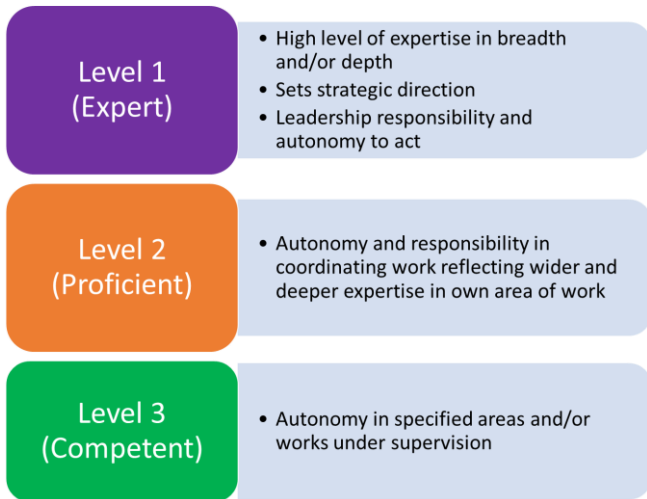 Level 1
(Expert)
• High level of expertise in breadth
and/or depth
• Sets strategic direction
• Leadership responsibility and
autonomy to act
Level 2
(Proficient)
• Autonomy and responsibility in
coordinating work reflecting wider and
deeper expertise in own area of work
Level 3
(Competent)
• Autonomy in specified areas and/or
works under supervision